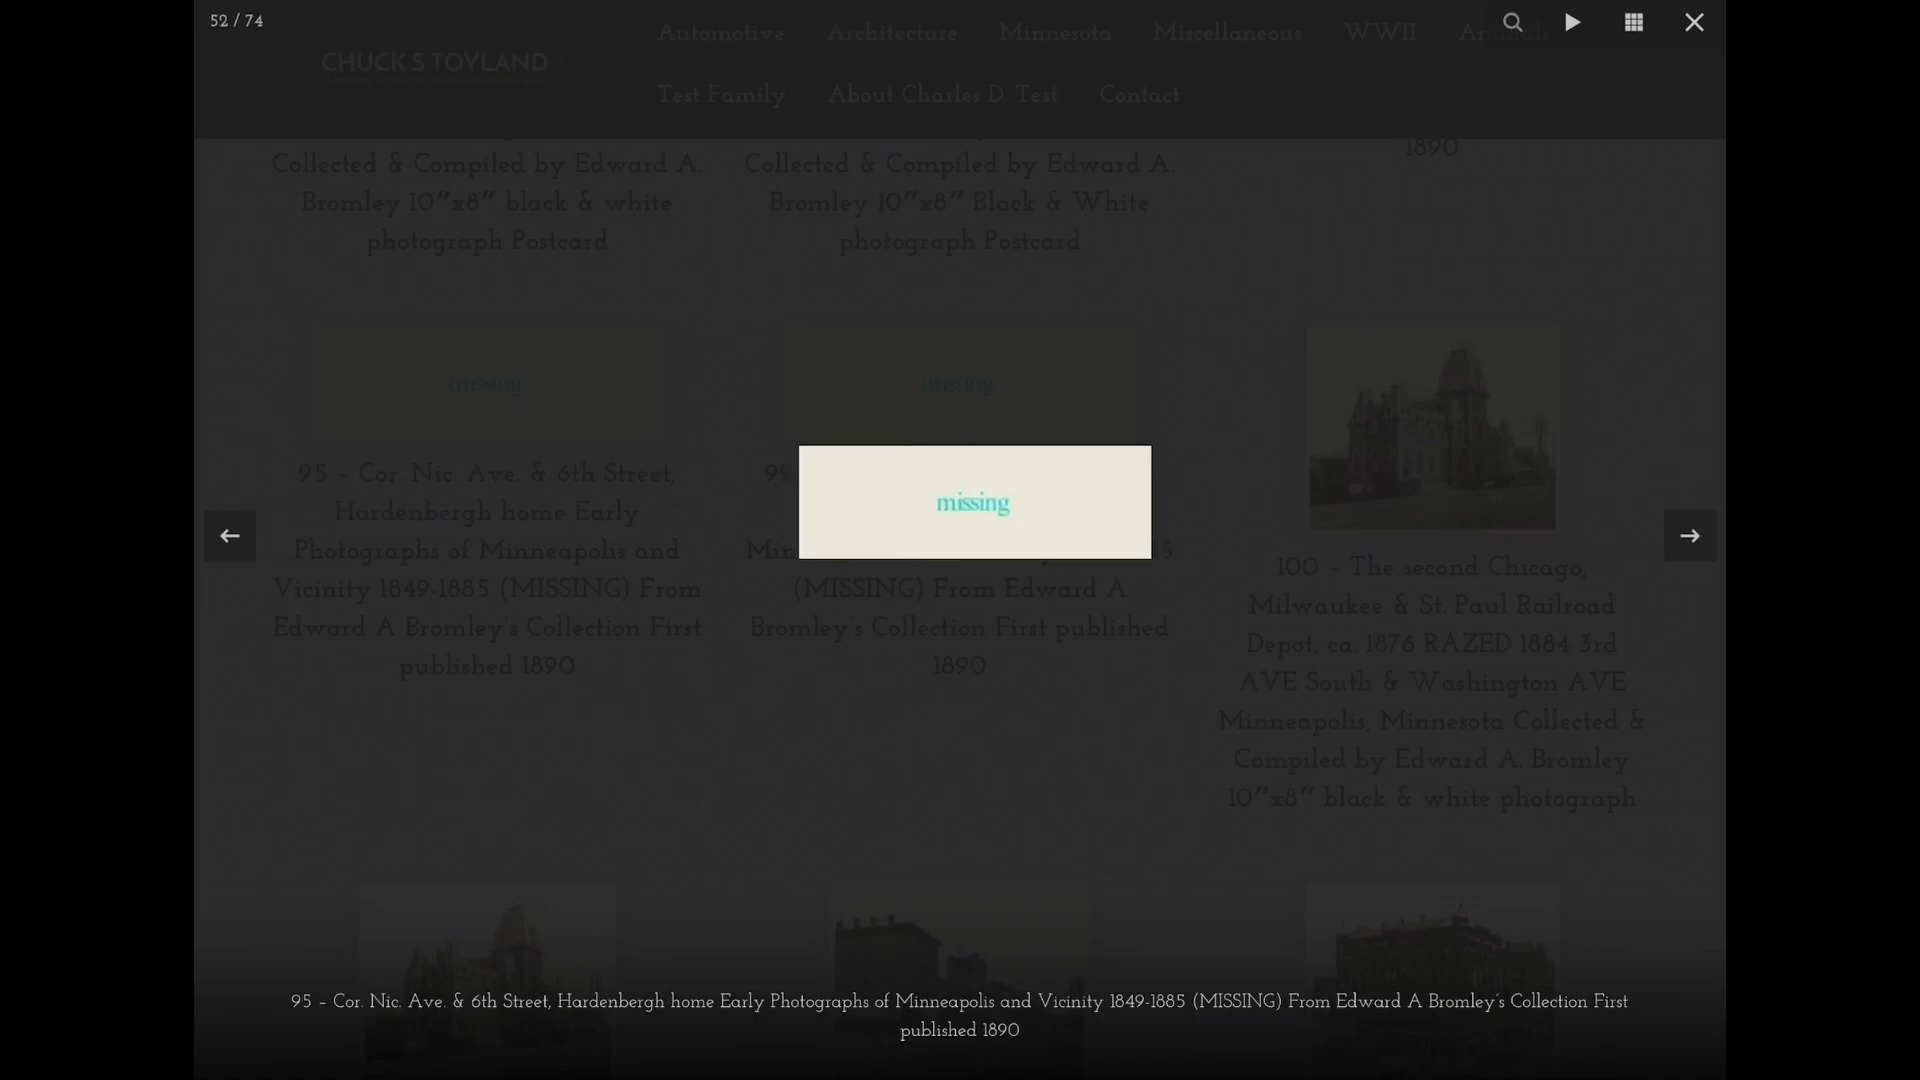 52 / 74
Automotive Architecture Minnesota Miscellaneous WWII Animals
CHUCK'S TOYLAND
Test Family About Charles D. Test Contact
Collected & Compiled by Edward A.
Bromley 10″x8″ black & white
photograph Postcard
Collected & Compiled by Edward A.
Bromley 10″x8″ Black & White
photograph Postcard
1890
missing
95 – Cor. Nic. Ave. & 6th Street,
Hardenbergh home Early
Photographs of Minneapolis and
Vicinity 1849-1885 (MISSING) From
Edward A Bromley's Collection First
published 1890
missing
(MISSING) From Edward A
Bromley's Collection First published
1890
missing
100 – The second Chicago,
Milwaukee & St. Paul Railroad
Depot, ca. 1876 RAZED 1884 3rd
AVE South & Washington AVE
Minneapolis, Minnesota Collected &
Compiled by Edward A. Bromley
10″x8″ black & white photograph
95 – Cor. Nic. Ave. & 6th Street, Hardenbergh home Early Photographs of Minneapolis and Vicinity 1849-1885 (MISSING) From Edward A Bromley's Collection First
published 1890